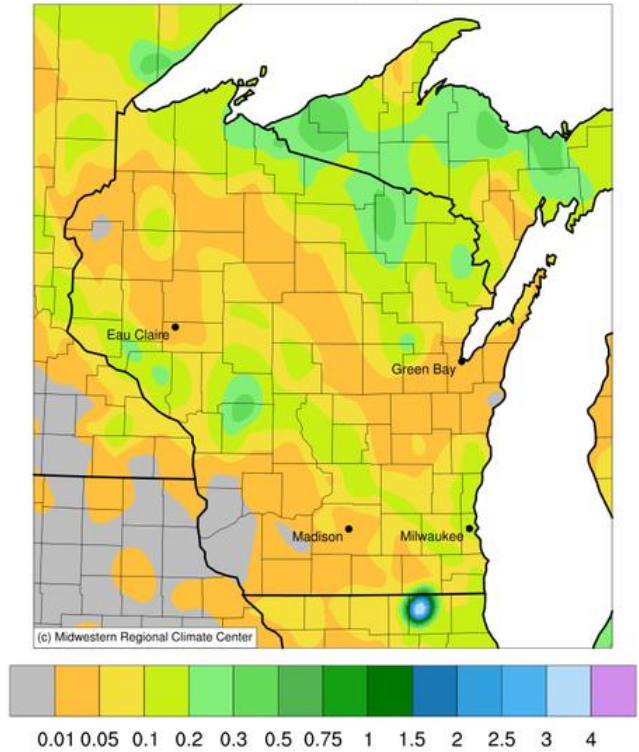 Eau Claire
Green Bay
Madison
Milwaukee
(c) Midwestern Regional Climate Center
0.01 0.05 0.1 0.2 0.3 0.5 0.75 1 1.5 2 2.5 3 4